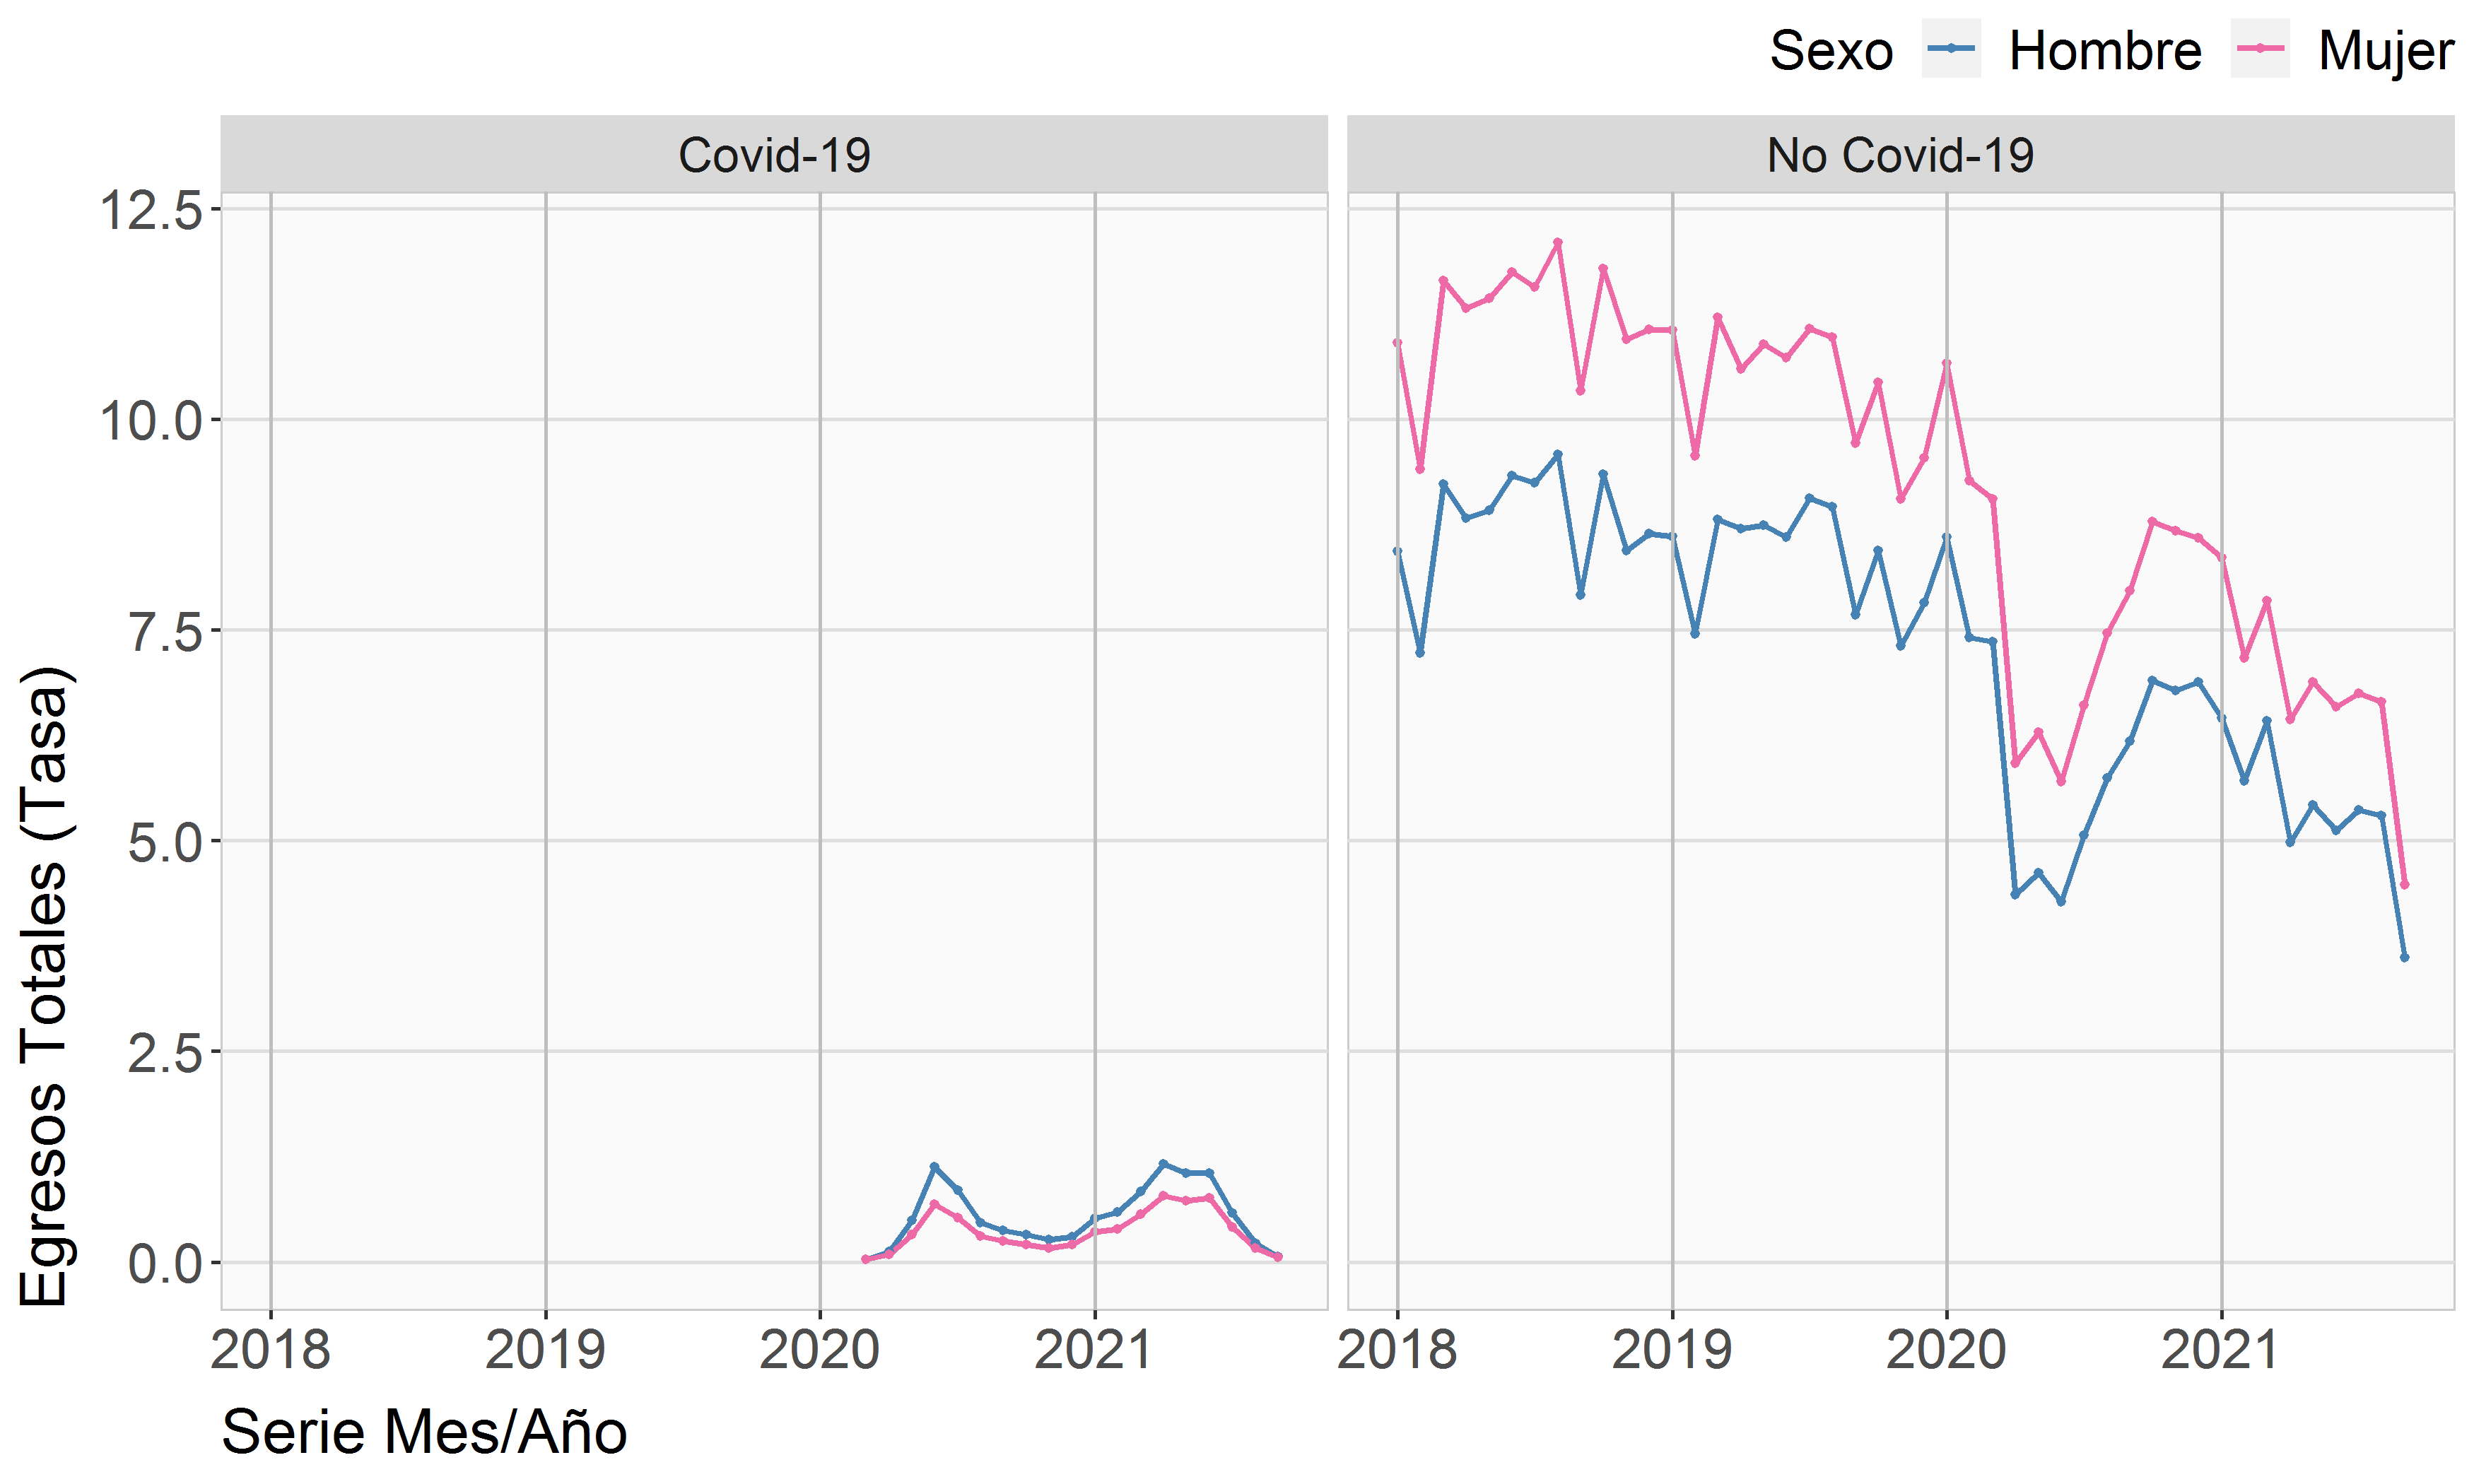 Sexo Hombre Mujer
Covid-19
No Covid-19
12.5
10.0
7.5
5.0
2.5
0.0
Egresos Totales (Tasa)
2018 2019 2020 2021
2018 2019 2020 2021
Serie Mes/Año